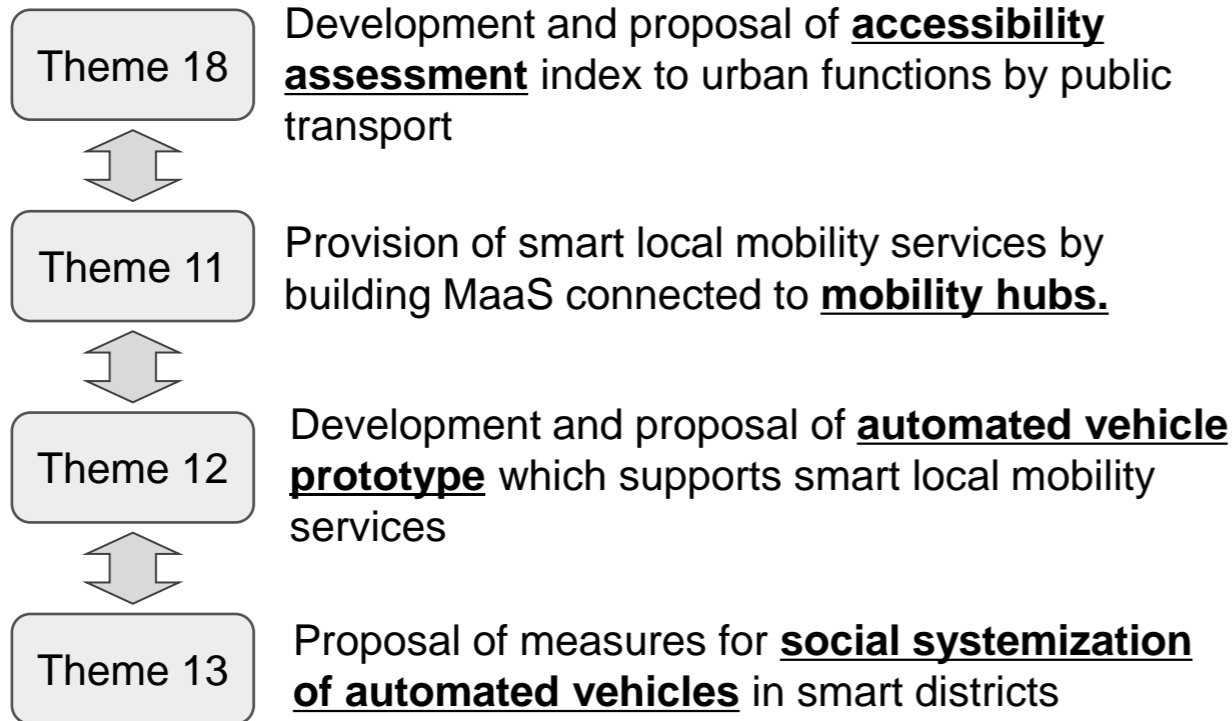 Theme 18
Development and proposal of accessibility
assessment index to urban functions by public
transport
Theme 11
Provision of smart local mobility services by
building MaaS connected to mobility hubs.
Theme 12
Development and proposal of automated vehicle
prototype which supports smart local mobility
services
Theme 13
Proposal of measures for social systemization
of automated vehicles in smart districts